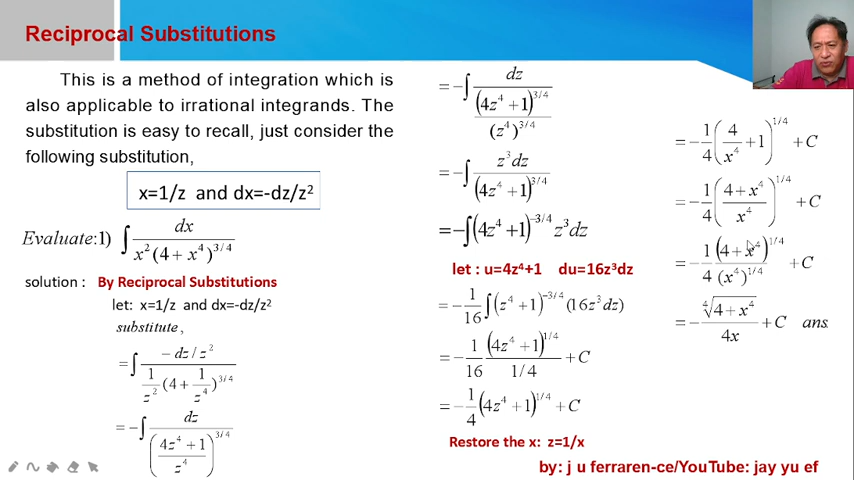 Reciprocal Substitutions
This is a method of integration which is
also applicable to irrational integrands. The
substitution is easy to recall, just consider the
following substitution,
x=1/z and dx=-dz/z²
Evaluate:1) ∫ dx / x²(4+x⁴)^3/4
solution : By Reciprocal Substitutions
let: x=1/z and dx=-dz/z²
substitute,
=∫ (-dz/z²) / (1/z² (4+1/z⁴)^3/4)
=-∫ dz / ((4z⁴+1)/z⁴)^3/4
=-∫ dz / ((4z⁴+1)^3/4 / (z⁴)^3/4)
=-∫ z³dz / (4z⁴+1)^3/4
=-∫(4z⁴+1)^-3/4 z³dz
let : u=4z⁴+1 du=16z³dz
=-1/16 ∫(z⁴+1)^-3/4 (16z³dz)
=-1/16 (4z⁴+1)^1/4 / (1/4) +C
=-1/4 (4z⁴+1)^1/4 +C
Restore the x: z=1/x
=-1/4 (4/x⁴ +1)^1/4 +C
=-1/4 ((4+x⁴)/x⁴)^1/4 +C
=-1/4 (4+x⁴)^1/4 / (x⁴)^1/4 +C
=-∜(4+x⁴) / 4x +C ans
by: j u ferraren-ce/YouTube: jay yu ef